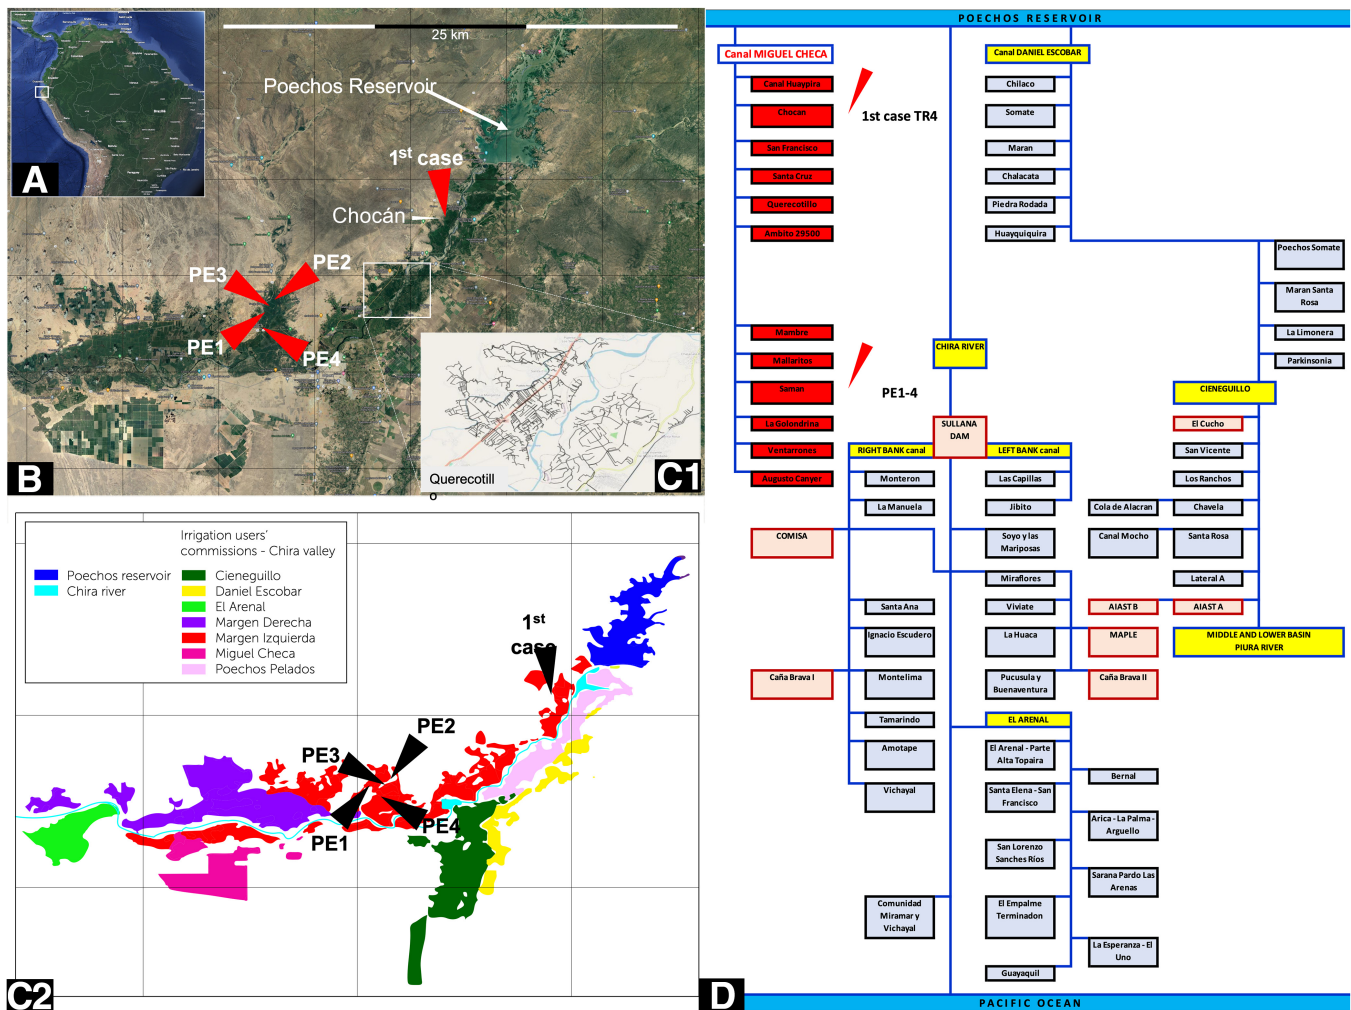 A
25 km
Poechos Reservoir
1st case
Chocán
PE3
PE2
PE1
PE4
B
Querecotill
o
C1
Irrigation users'
commissions - Chira valley
Poechos reservoir
Chira river
Cieneguillo
Daniel Escobar
El Arenal
Margen Derecha
Margen Izquierda
Miguel Checa
Poechos Pelados
1st
case
PE2
PE3
PE1
PE4
C2
POECHOS RESERVOIR
Canal MIGUEL CHECA
Canal Huaypira
Chocan
San Francisco
Santa Cruz
Querecotillo
Ambito 29500
Mambre
Mallaritos
Saman
La Golondrina
Ventarrones
Augusto Canyer
1st case TR4
PE1-4
COMISA
Caña Brava I
CHIRA RIVER
SULLANA
DAM
RIGHT BANK canal
LEFT BANK canal
Monteron
La Manuela
Santa Ana
Ignacio Escudero
Montelima
Tamarindo
Amotape
Vichayal
Comunidad
Miramar y
Vichayal
Canal DANIEL ESCOBAR
Chilaco
Somate
Maran
Chalacata
Piedra Rodada
Huayquiquira
Las Capillas
Jibito
Soyo y las
Mariposas
Miraflores
Viviate
La Huaca
Pucusula y
Buenaventura
EL ARENAL
El Arenal - Parte
Alta Topaira
Santa Elena - San
Francisco
San Lorenzo
Sanches Ríos
El Empalme
Terminadon
Guayaquil
Bernal
Arica - La Palma -
Arguello
Sarana Pardo Las
Arenas
La Esperanza - El
Uno
Poechos Somate
Maran Santa
Rosa
La Limonera
Parkinsonia
CIENEGUILLO
El Cucho
San Vicente
Los Ranchos
Cola de Alacran
Chavela
Canal Mocho
Santa Rosa
Lateral A
AIAST B
AIAST A
MAPLE
MIDDLE AND LOWER BASIN
PIURA RIVER
Caña Brava II
D
PACIFIC OCEAN